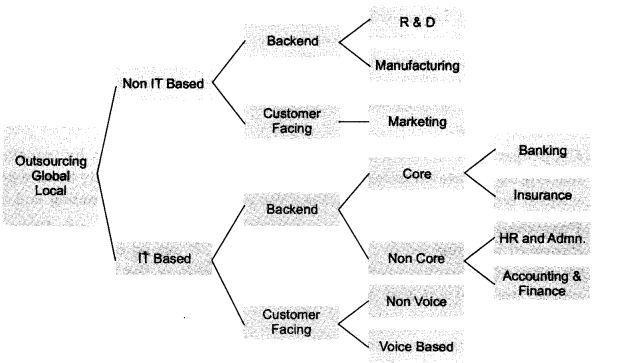 R & D
Backend
Manufacturing
Non IT Based
Customer
Facing
Marketing
Outsourcing
Global
Local
Banking
Core
Insurance
Backend
HR and Admn.
IT Based
Non Core
Accounting &
Finance
Non Voice
Customer
Facing
Voice Based